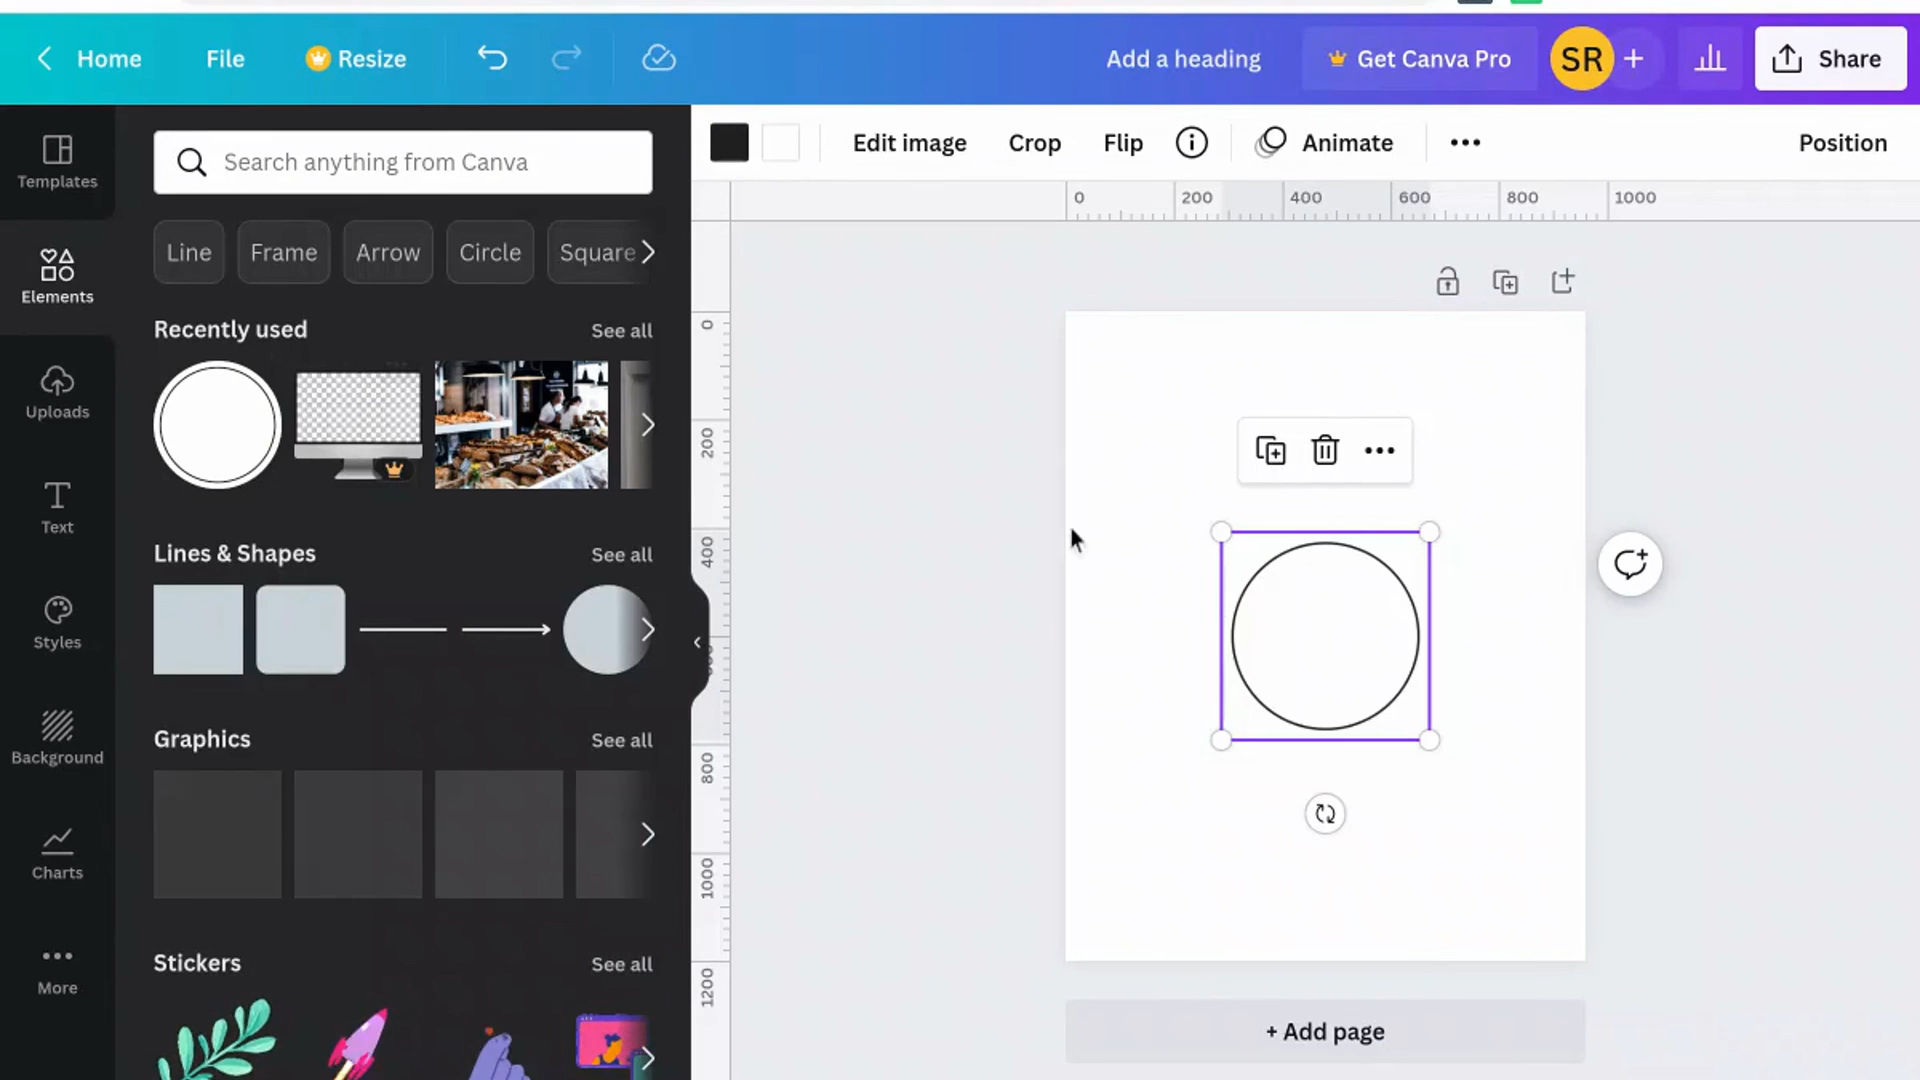 Home File Resize Add a heading Get Canva Pro SR + Share
Templates
Elements
Uploads
Text
Styles
Background
Charts
More
Search anything from Canva
Line Frame Arrow Circle Square
Recently used See all
Lines & Shapes See all
Graphics See all
Stickers See all
Edit image Crop Flip Animate Position
0 200 400 600 800 1000
0
200
400
800
1000
1200
+ Add page